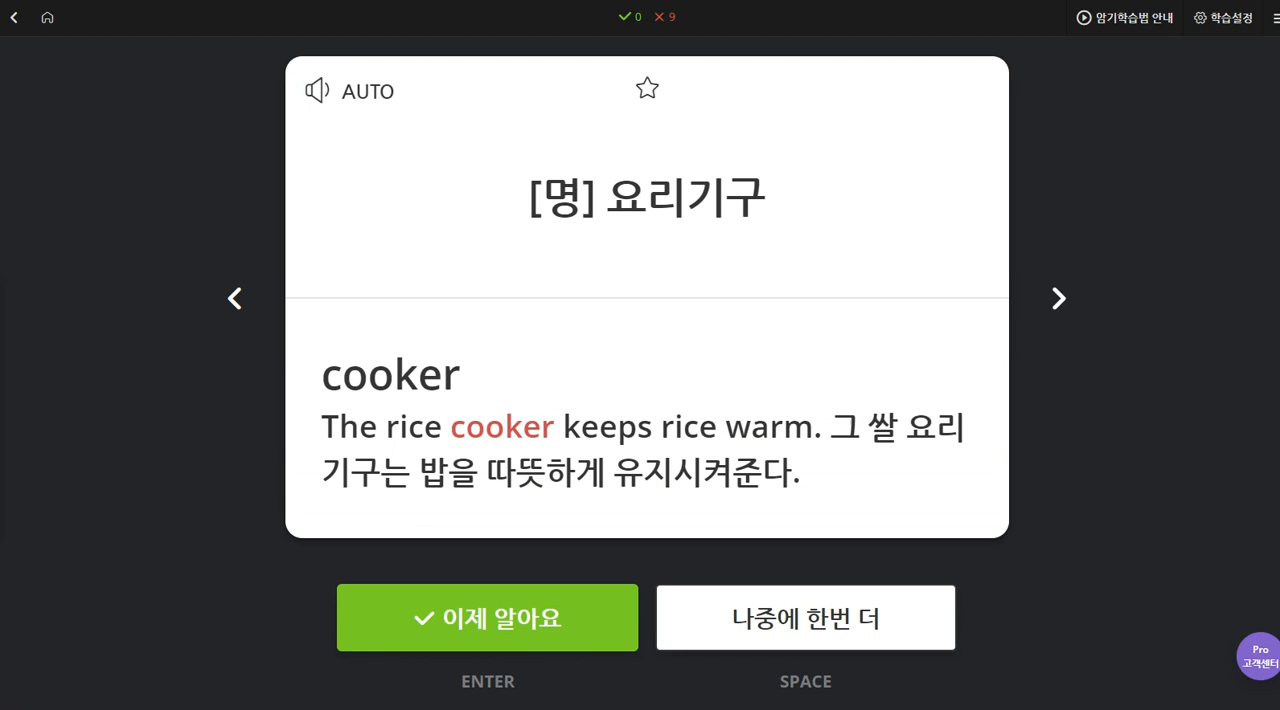 0 9 암기학습법 안내 학습설정
AUTO
[명] 요리기구
cooker
The rice cooker keeps rice warm. 그 쌀 요리
기구는 밥을 따뜻하게 유지시켜준다.
이제 알아요 나중에 한번 더
ENTER SPACE
Pro
고객센터